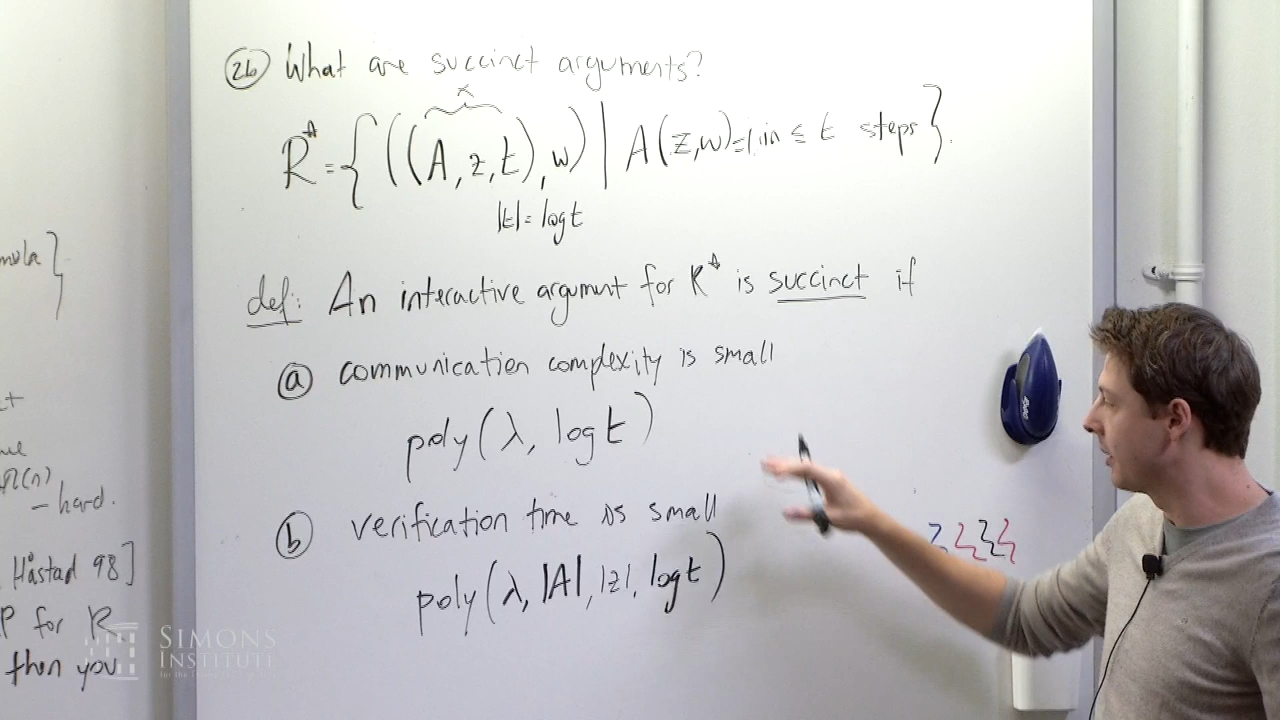 mula }
ct
Ω(n)
– hard.
Håstad 98]
P for R
then you
2b What are succinct arguments?
x
R* = { ((A, z, t), w) | A(z,w)=1 in ≤ t steps }.
|t| = log t
def: An interactive argument for R* is succinct if
a communication complexity is small
poly(λ, log t)
b verification time is small
poly(λ, |A|, |z|, log t)
EXPO
SIMONS
INSTITUTE